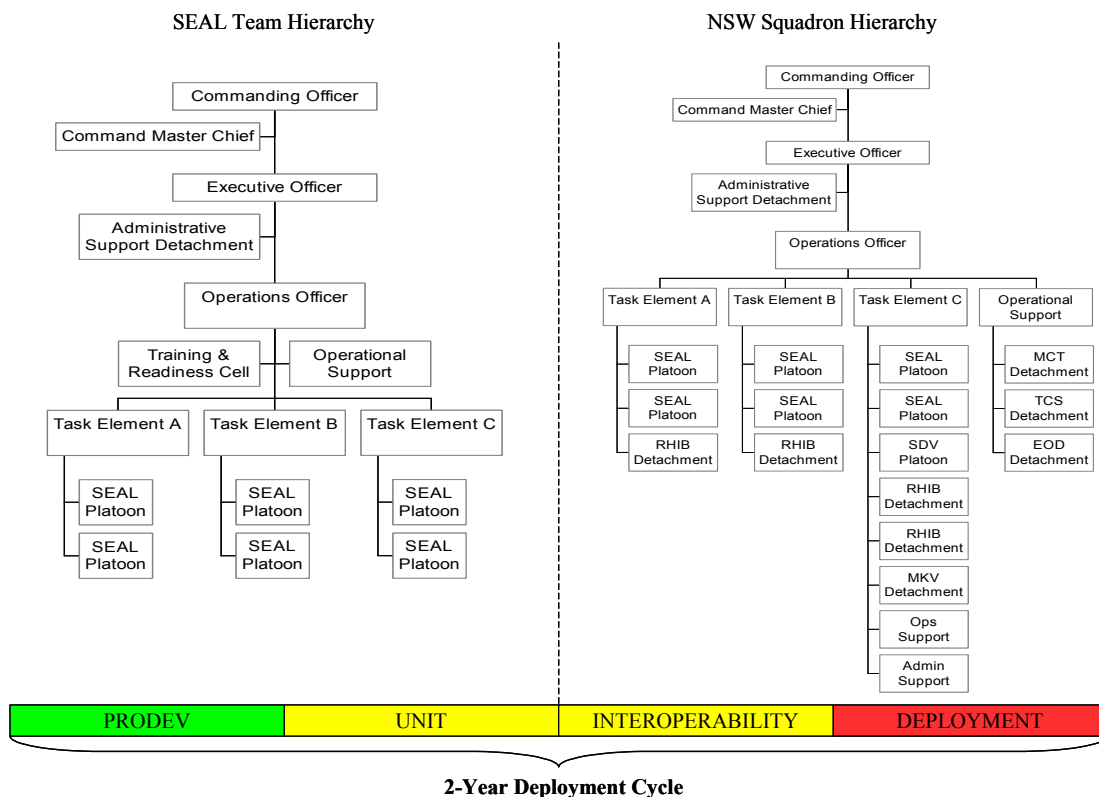 SEAL Team Hierarchy
Commanding Officer
Command Master Chief
Executive Officer
Administrative
Support Detachment
Operations Officer
Training &
Readiness Cell
Operational
Support
Task Element A
Task Element B
Task Element C
SEAL
Platoon
SEAL
Platoon
SEAL
Platoon
SEAL
Platoon
SEAL
Platoon
SEAL
Platoon
NSW Squadron Hierarchy
Commanding Officer
Command Master Chief
Executive Officer
Administrative
Support Detachment
Operations Officer
Task Element A
Task Element B
Task Element C
Operational
Support
SEAL
Platoon
SEAL
Platoon
RHIB
Detachment
SEAL
Platoon
SEAL
Platoon
RHIB
Detachment
SEAL
Platoon
SEAL
Platoon
SDV
Platoon
RHIB
Detachment
RHIB
Detachment
MKV
Detachment
Ops
Support
Admin
Support
MCT
Detachment
TCS
Detachment
EOD
Detachment
PRODEV
UNIT
INTEROPERABILITY
DEPLOYMENT
2-Year Deployment Cycle